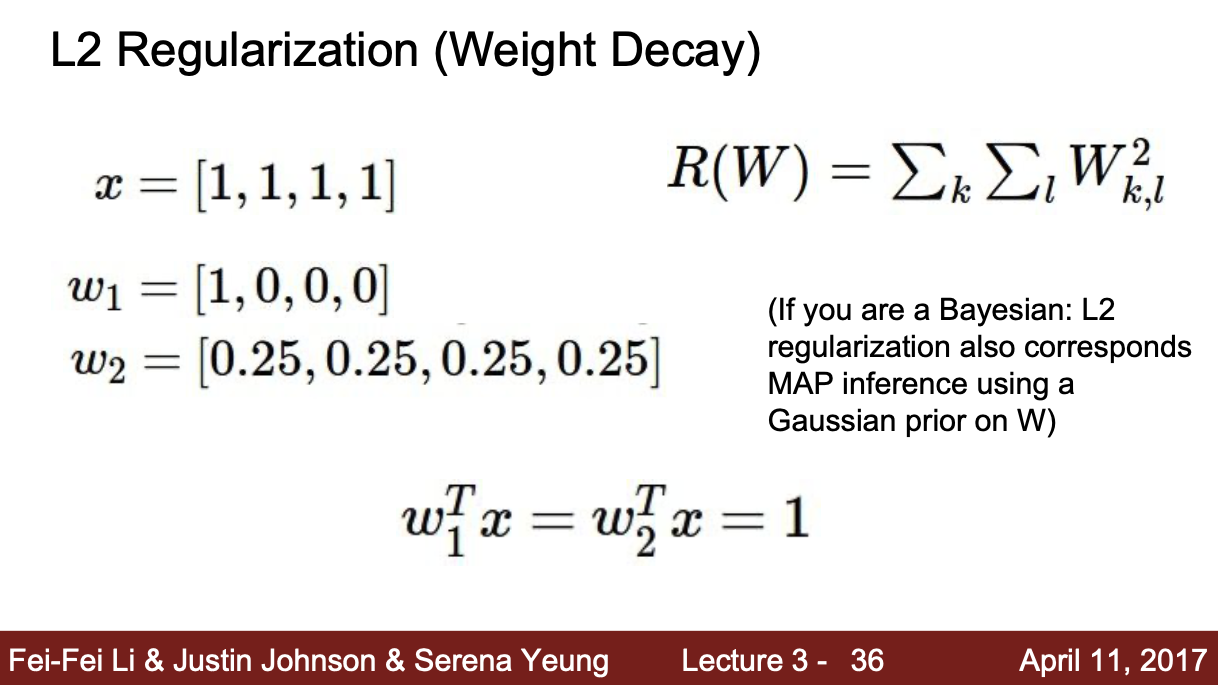 L2 Regularization (Weight Decay)
x = [1, 1, 1, 1]
R(W) = ∑_k ∑_l W_{k,l}^2
w_1 = [1, 0, 0, 0]
w_2 = [0.25, 0.25, 0.25, 0.25]
(If you are a Bayesian: L2
regularization also corresponds
MAP inference using a
Gaussian prior on W)
w_1^T x = w_2^T x = 1
Fei-Fei Li & Justin Johnson & Serena Yeung Lecture 3 - 36 April 11, 2017